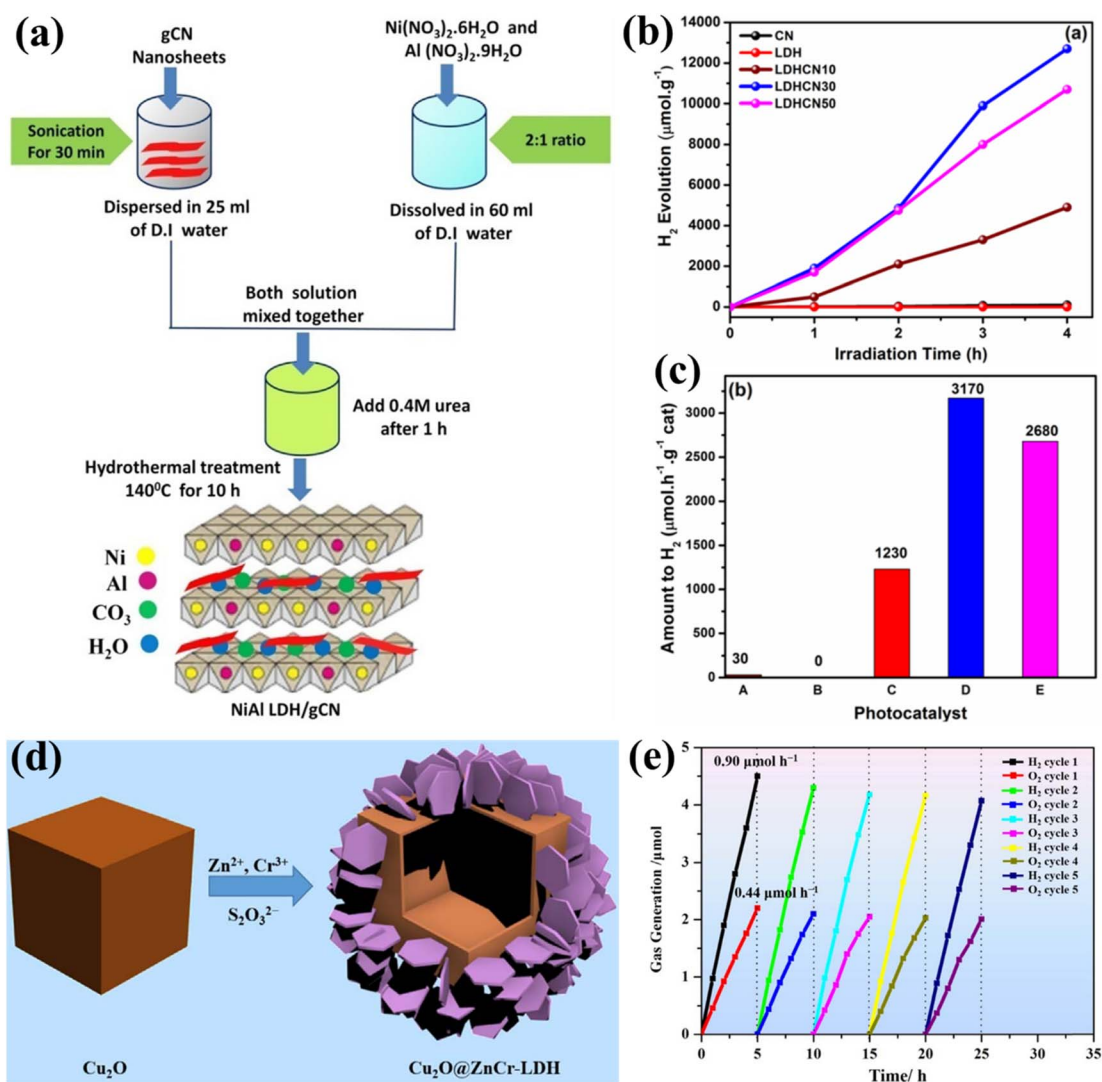 (a)
gCN
Nanosheets
Sonication
For 30 min
Dispersed in 25 ml
of D.I water
Ni(NO₃)₂.6H₂O and
Al (NO₃)₂.9H₂O
2:1 ratio
Dissolved in 60 ml
of D.I water
Both solution
mixed together
Add 0.4M urea
after 1 h
Hydrothermal treatment
140⁰C for 10 h
Ni
Al
CO₃
H₂O
NiAl LDH/gCN
(b)
(a)
CN
LDH
LDHCN10
LDHCN30
LDHCN50
H₂ Evolution (μmol.g⁻¹)
14000
12000
10000
8000
6000
4000
2000
0
0 1 2 3 4
Irradiation Time (h)
(c)
(b)
Amount to H₂ (μmol.h⁻¹.g⁻¹ cat)
3000
2500
2000
1500
1000
500
0
30
0
1230
3170
2680
A B C D E
Photocatalyst
(d)
Zn²⁺, Cr³⁺
S₂O₃²⁻
Cu₂O
Cu₂O@ZnCr-LDH
(e)
Gas Generation /μmol
5
4
3
2
1
0
0.90 μmol h⁻¹
0.44 μmol h⁻¹
H₂ cycle 1
O₂ cycle 1
H₂ cycle 2
O₂ cycle 2
H₂ cycle 3
O₂ cycle 3
H₂ cycle 4
O₂ cycle 4
H₂ cycle 5
O₂ cycle 5
0 5 10 15 20 25 30 35
Time/ h